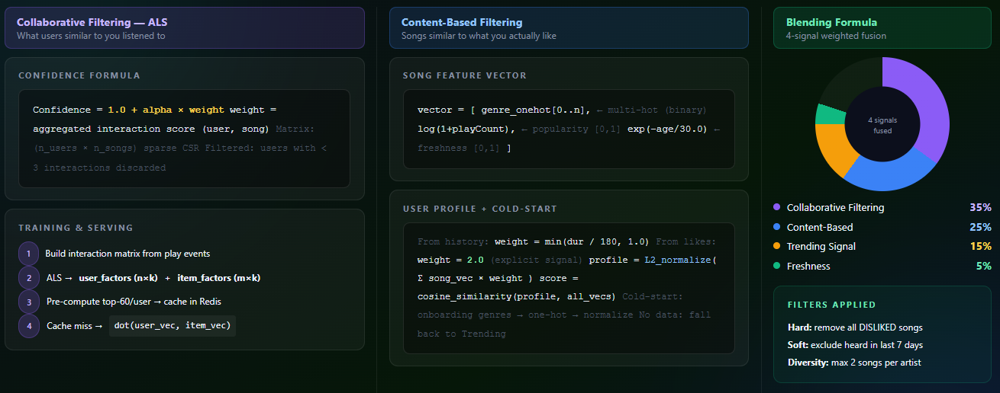 Collaborative Filtering — ALS
What users similar to you listened to
CONFIDENCE FORMULA
Confidence = 1.0 + alpha × weight weight =
aggregated interaction score (user, song) Matrix:
(n_users × n_songs) sparse CSR Filtered: users with <
3 interactions discarded
TRAINING & SERVING
1 Build interaction matrix from play events
2 ALS → user_factors (n×k) + item_factors (m×k)
3 Pre-compute top-60/user → cache in Redis
4 Cache miss → dot(user_vec, item_vec)
Content-Based Filtering
Songs similar to what you actually like
SONG FEATURE VECTOR
vector = [ genre_onehot[0..n], ← multi-hot (binary)
log(1+playCount), ← popularity [0,1] exp(−age/30.0) ←
freshness [0,1] ]
USER PROFILE + COLD-START
From history: weight = min(dur / 180, 1.0) From likes:
weight = 2.0 (explicit signal) profile = L2_normalize(
Σ song_vec × weight ) score =
cosine_similarity(profile, all_vecs) Cold-start:
onboarding genres → one-hot → normalize No data: fall
back to Trending
Blending Formula
4-signal weighted fusion
4 signals
fused
Collaborative Filtering 35%
Content-Based 25%
Trending Signal 15%
Freshness 5%
FILTERS APPLIED
Hard: remove all DISLIKED songs
Soft: exclude heard in last 7 days
Diversity: max 2 songs per artist